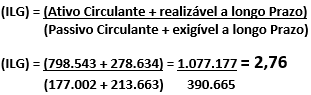 (ILG) = (Ativo Circulante + realizável a longo Prazo)
(Passivo Circulante + exigível a longo Prazo)
(ILG) = (798.543 + 278.634) = 1.077.177 = 2,76
(177.002 + 213.663) 390.665